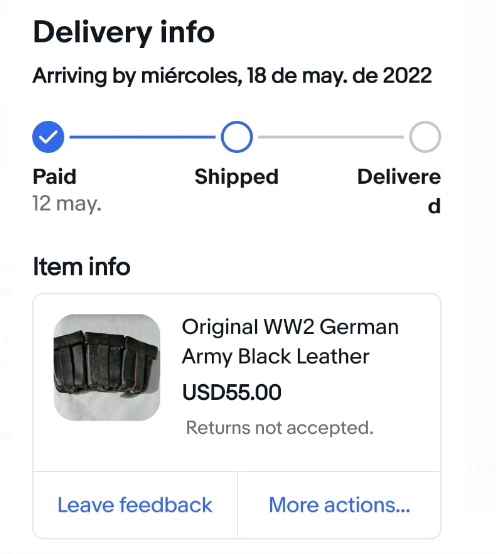 Delivery info
Arriving by miércoles, 18 de may. de 2022
Paid
12 may.
Shipped
Delivere
d
Item info
Original WW2 German
Army Black Leather
USD55.00
Returns not accepted.
Leave feedback
More actions...